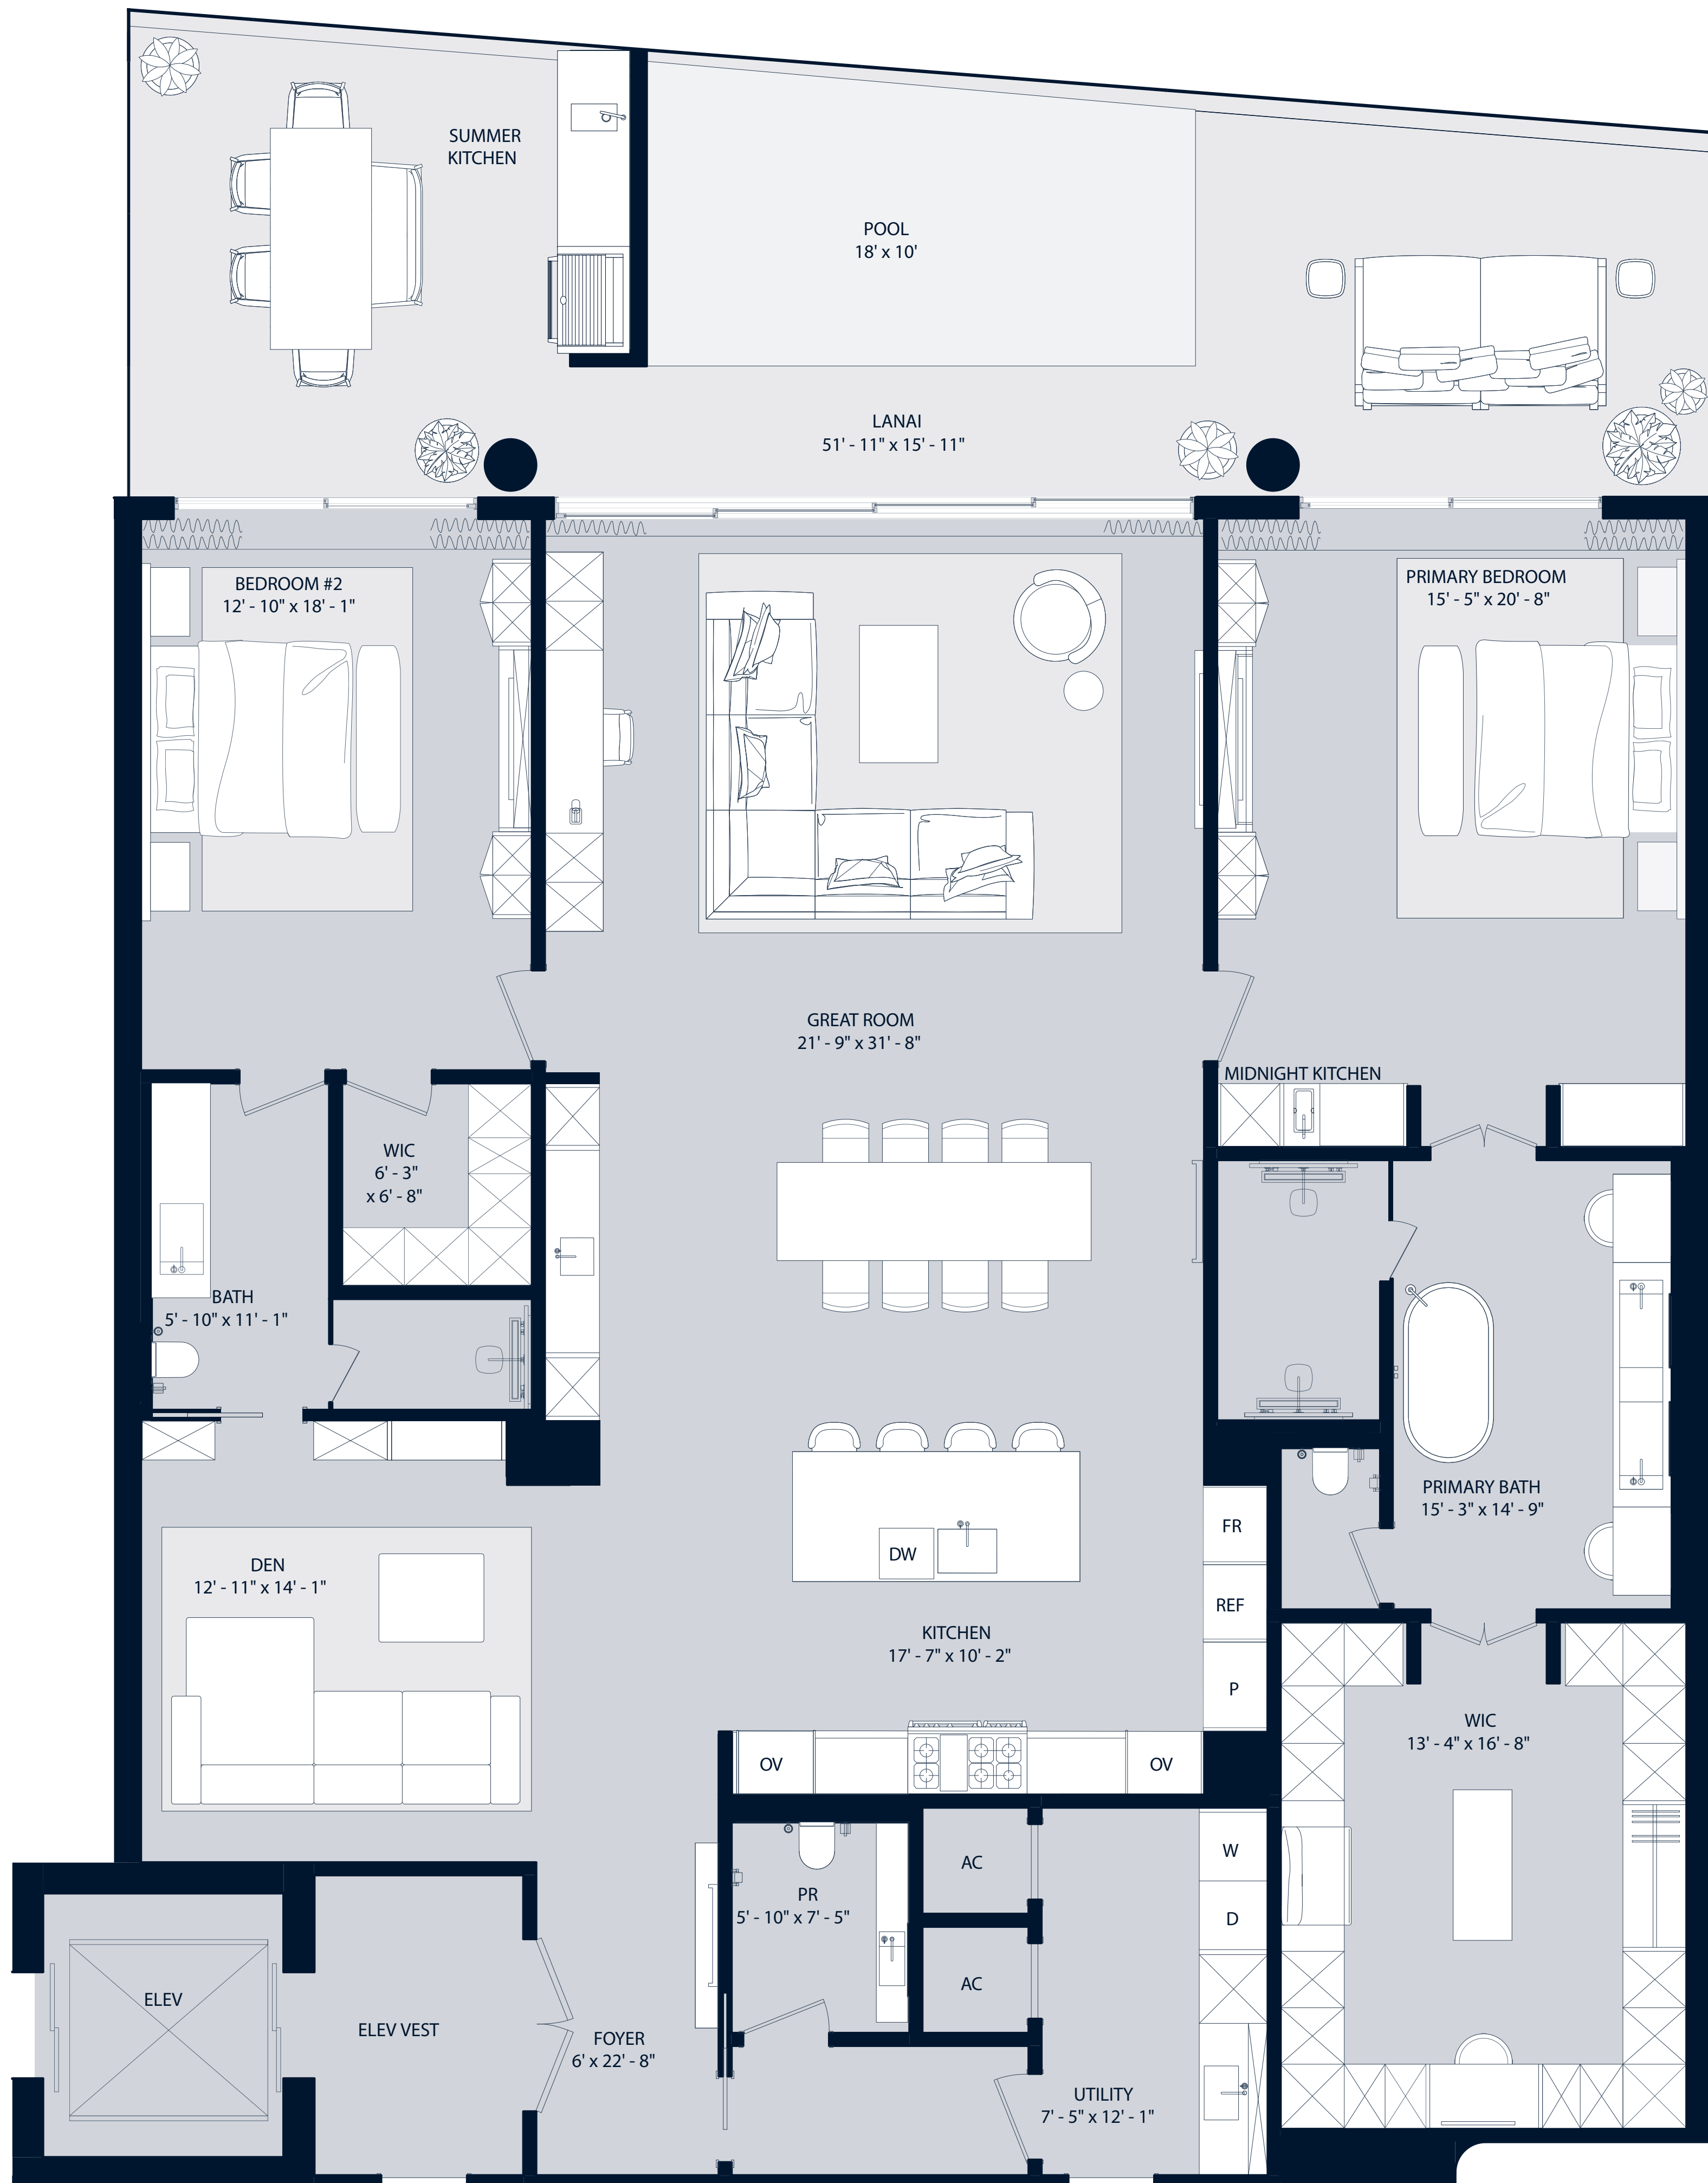 SUMMER
KITCHEN
POOL
18' x 10'
LANAI
51' - 11" x 15' - 11"
BEDROOM #2
12' - 10" x 18' - 1"
PRIMARY BEDROOM
15' - 5" x 20' - 8"
GREAT ROOM
21' - 9" x 31' - 8"
MIDNIGHT KITCHEN
WIC
6' - 3"
x 6' - 8"
BATH
5' - 10" x 11' - 1"
PRIMARY BATH
15' - 3" x 14' - 9"
FR
DW
DEN
12' - 11" x 14' - 1"
REF
KITCHEN
17' - 7" x 10' - 2"
P
WIC
13' - 4" x 16' - 8"
OV
OV
W
AC
PR
5' - 10" x 7' - 5"
D
AC
ELEV
ELEV VEST
FOYER
6' x 22' - 8"
UTILITY
7' - 5" x 12' - 1"